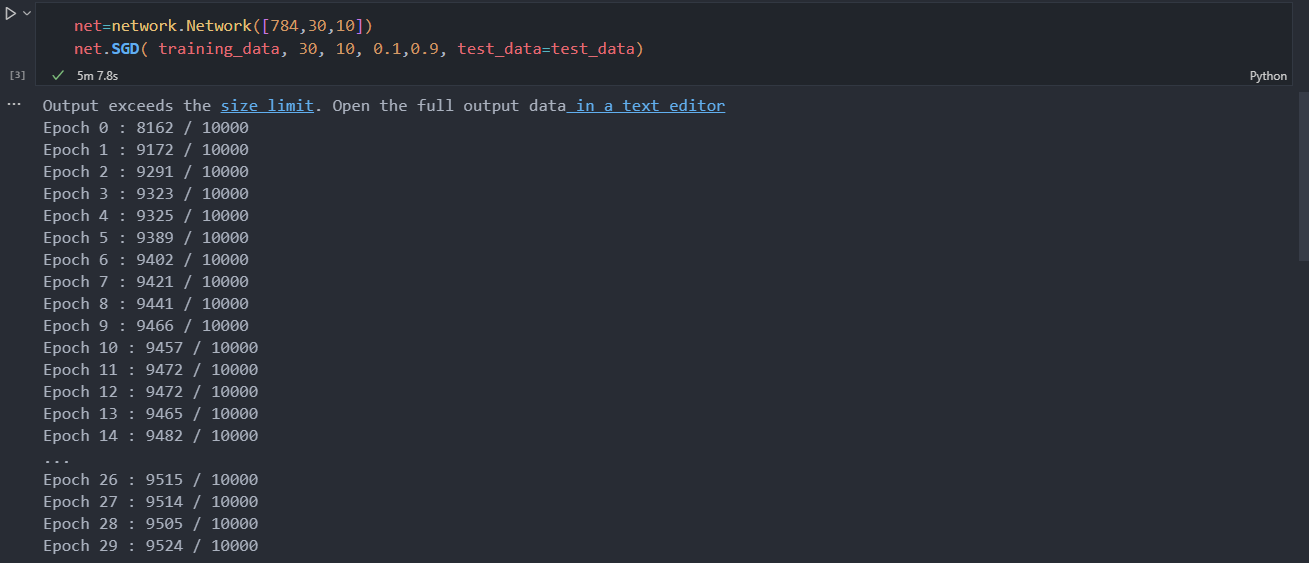 net=network.Network([784,30,10])
net.SGD( training_data, 30, 10, 0.1,0.9, test_data=test_data)
[3] 5m 7.8s Python
... Output exceeds the size limit. Open the full output data in a text editor
Epoch 0 : 8162 / 10000
Epoch 1 : 9172 / 10000
Epoch 2 : 9291 / 10000
Epoch 3 : 9323 / 10000
Epoch 4 : 9325 / 10000
Epoch 5 : 9389 / 10000
Epoch 6 : 9402 / 10000
Epoch 7 : 9421 / 10000
Epoch 8 : 9441 / 10000
Epoch 9 : 9466 / 10000
Epoch 10 : 9457 / 10000
Epoch 11 : 9472 / 10000
Epoch 12 : 9472 / 10000
Epoch 13 : 9465 / 10000
Epoch 14 : 9482 / 10000
...
Epoch 26 : 9515 / 10000
Epoch 27 : 9514 / 10000
Epoch 28 : 9505 / 10000
Epoch 29 : 9524 / 10000